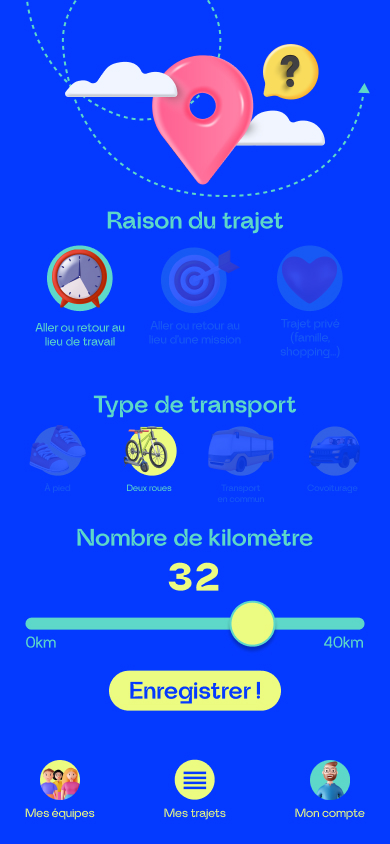 ?
Raison du trajet
Aller ou retour au
lieu de travail
Aller ou retour au
lieu d'une mission
Trajet privé
(famille,
shopping...)
Type de transport
À pied
Deux roues
Transport
en commun
Covoiturage
Nombre de kilomètre
32
0km
40km
Enregistrer !
Mes équipes
Mes trajets
Mon compte